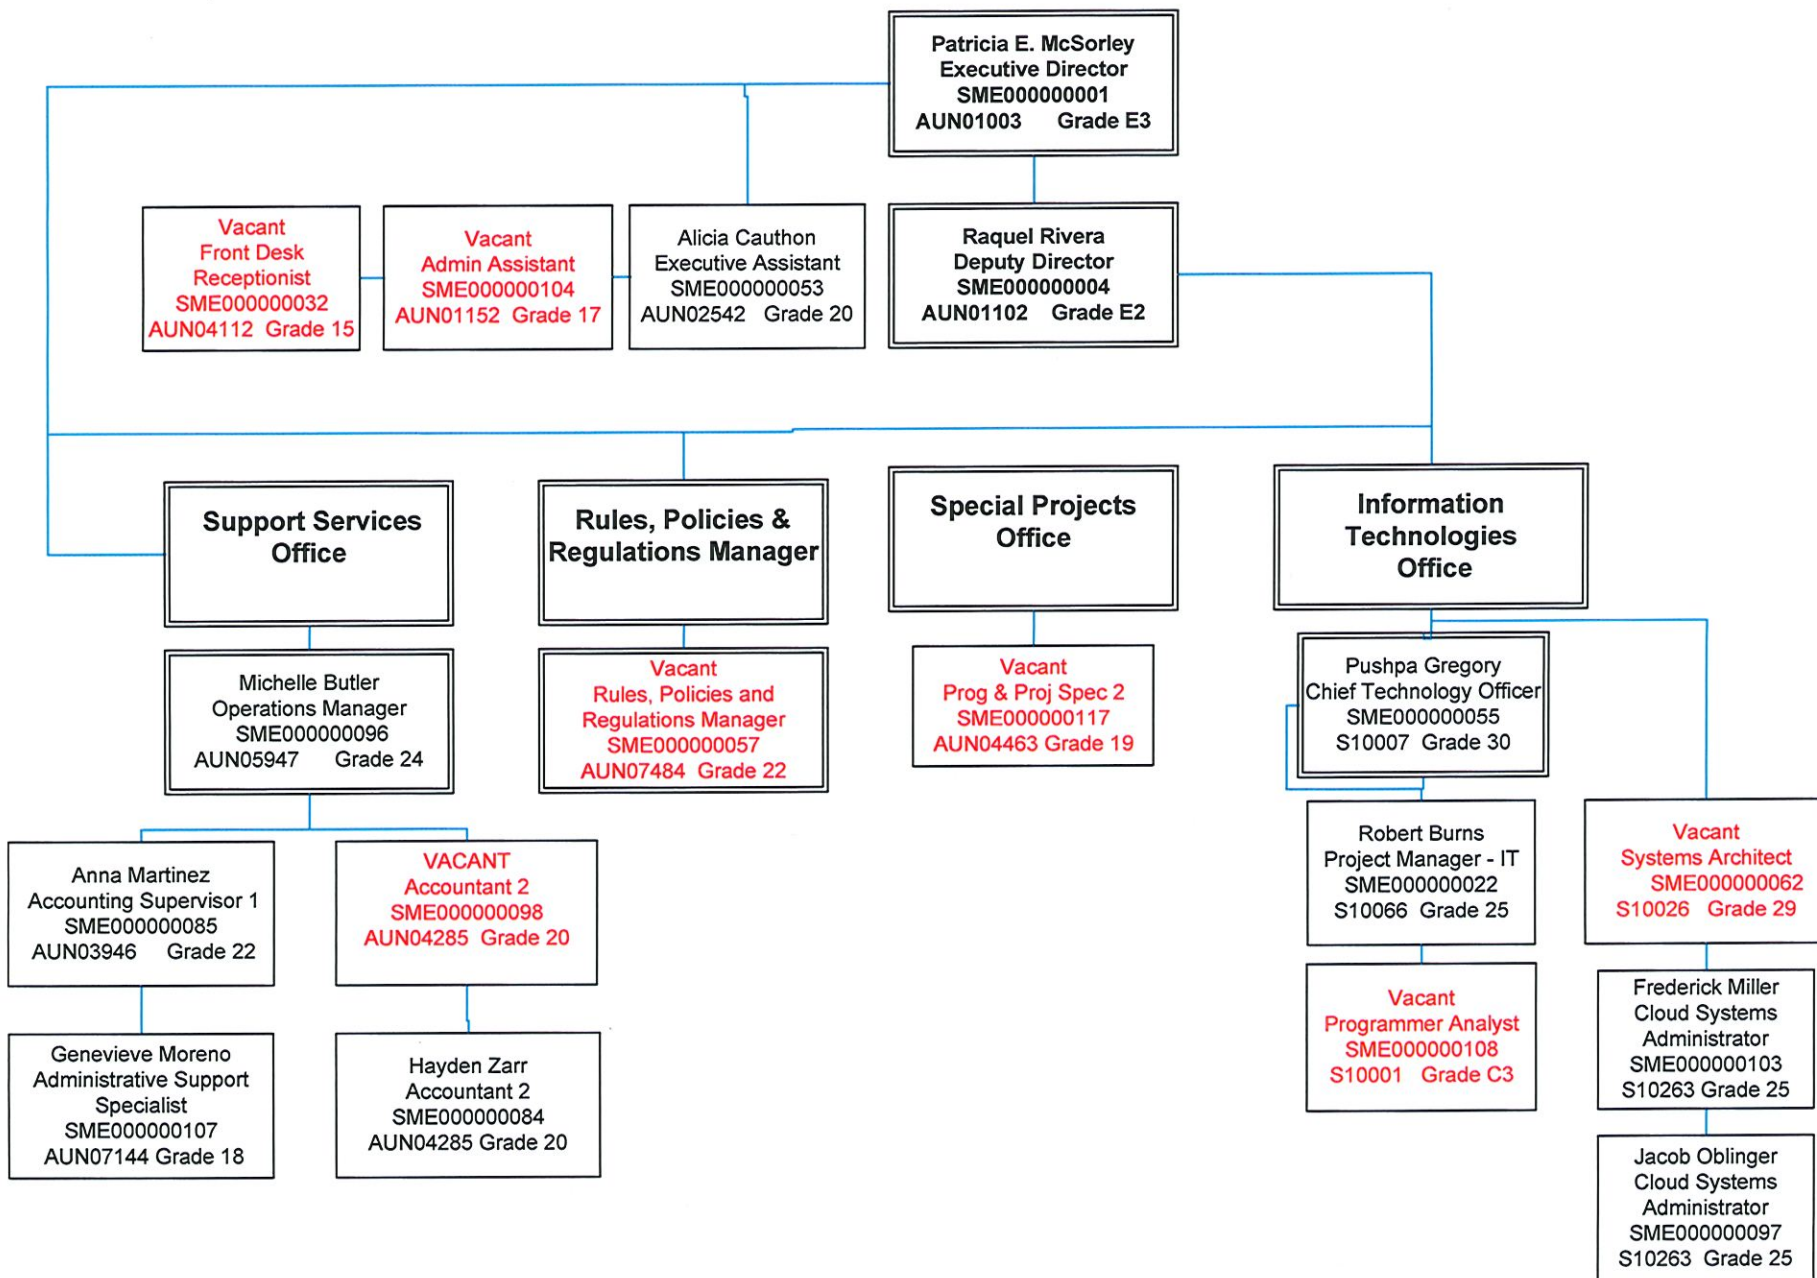 Patricia E. McSorley
Executive Director
SME000000001
AUN01003 Grade E3
Vacant
Front Desk
Receptionist
SME000000032
AUN04112 Grade 15
Vacant
Admin Assistant
SME000000104
AUN01152 Grade 17
Alicia Cauthon
Executive Assistant
SME000000053
AUN02542 Grade 20
Raquel Rivera
Deputy Director
SME000000004
AUN01102 Grade E2
Support Services
Office
Rules, Policies &
Regulations Manager
Special Projects
Office
Information
Technologies
Office
Michelle Butler
Operations Manager
SME000000096
AUN05947 Grade 24
Vacant
Rules, Policies and
Regulations Manager
SME000000057
AUN07484 Grade 22
Vacant
Prog & Proj Spec 2
SME000000117
AUN04463 Grade 19
Pushpa Gregory
Chief Technology Officer
SME000000055
S10007 Grade 30
Anna Martinez
Accounting Supervisor 1
SME000000085
AUN03946 Grade 22
VACANT
Accountant 2
SME000000098
AUN04285 Grade 20
Robert Burns
Project Manager - IT
SME000000022
S10066 Grade 25
Vacant
Systems Architect
SME000000062
S10026 Grade 29
Genevieve Moreno
Administrative Support
Specialist
SME000000107
AUN07144 Grade 18
Hayden Zarr
Accountant 2
SME000000084
AUN04285 Grade 20
Vacant
Programmer Analyst
SME000000108
S10001 Grade C3
Frederick Miller
Cloud Systems
Administrator
SME000000103
S10263 Grade 25
Jacob Oblinger
Cloud Systems
Administrator
SME000000097
S10263 Grade 25